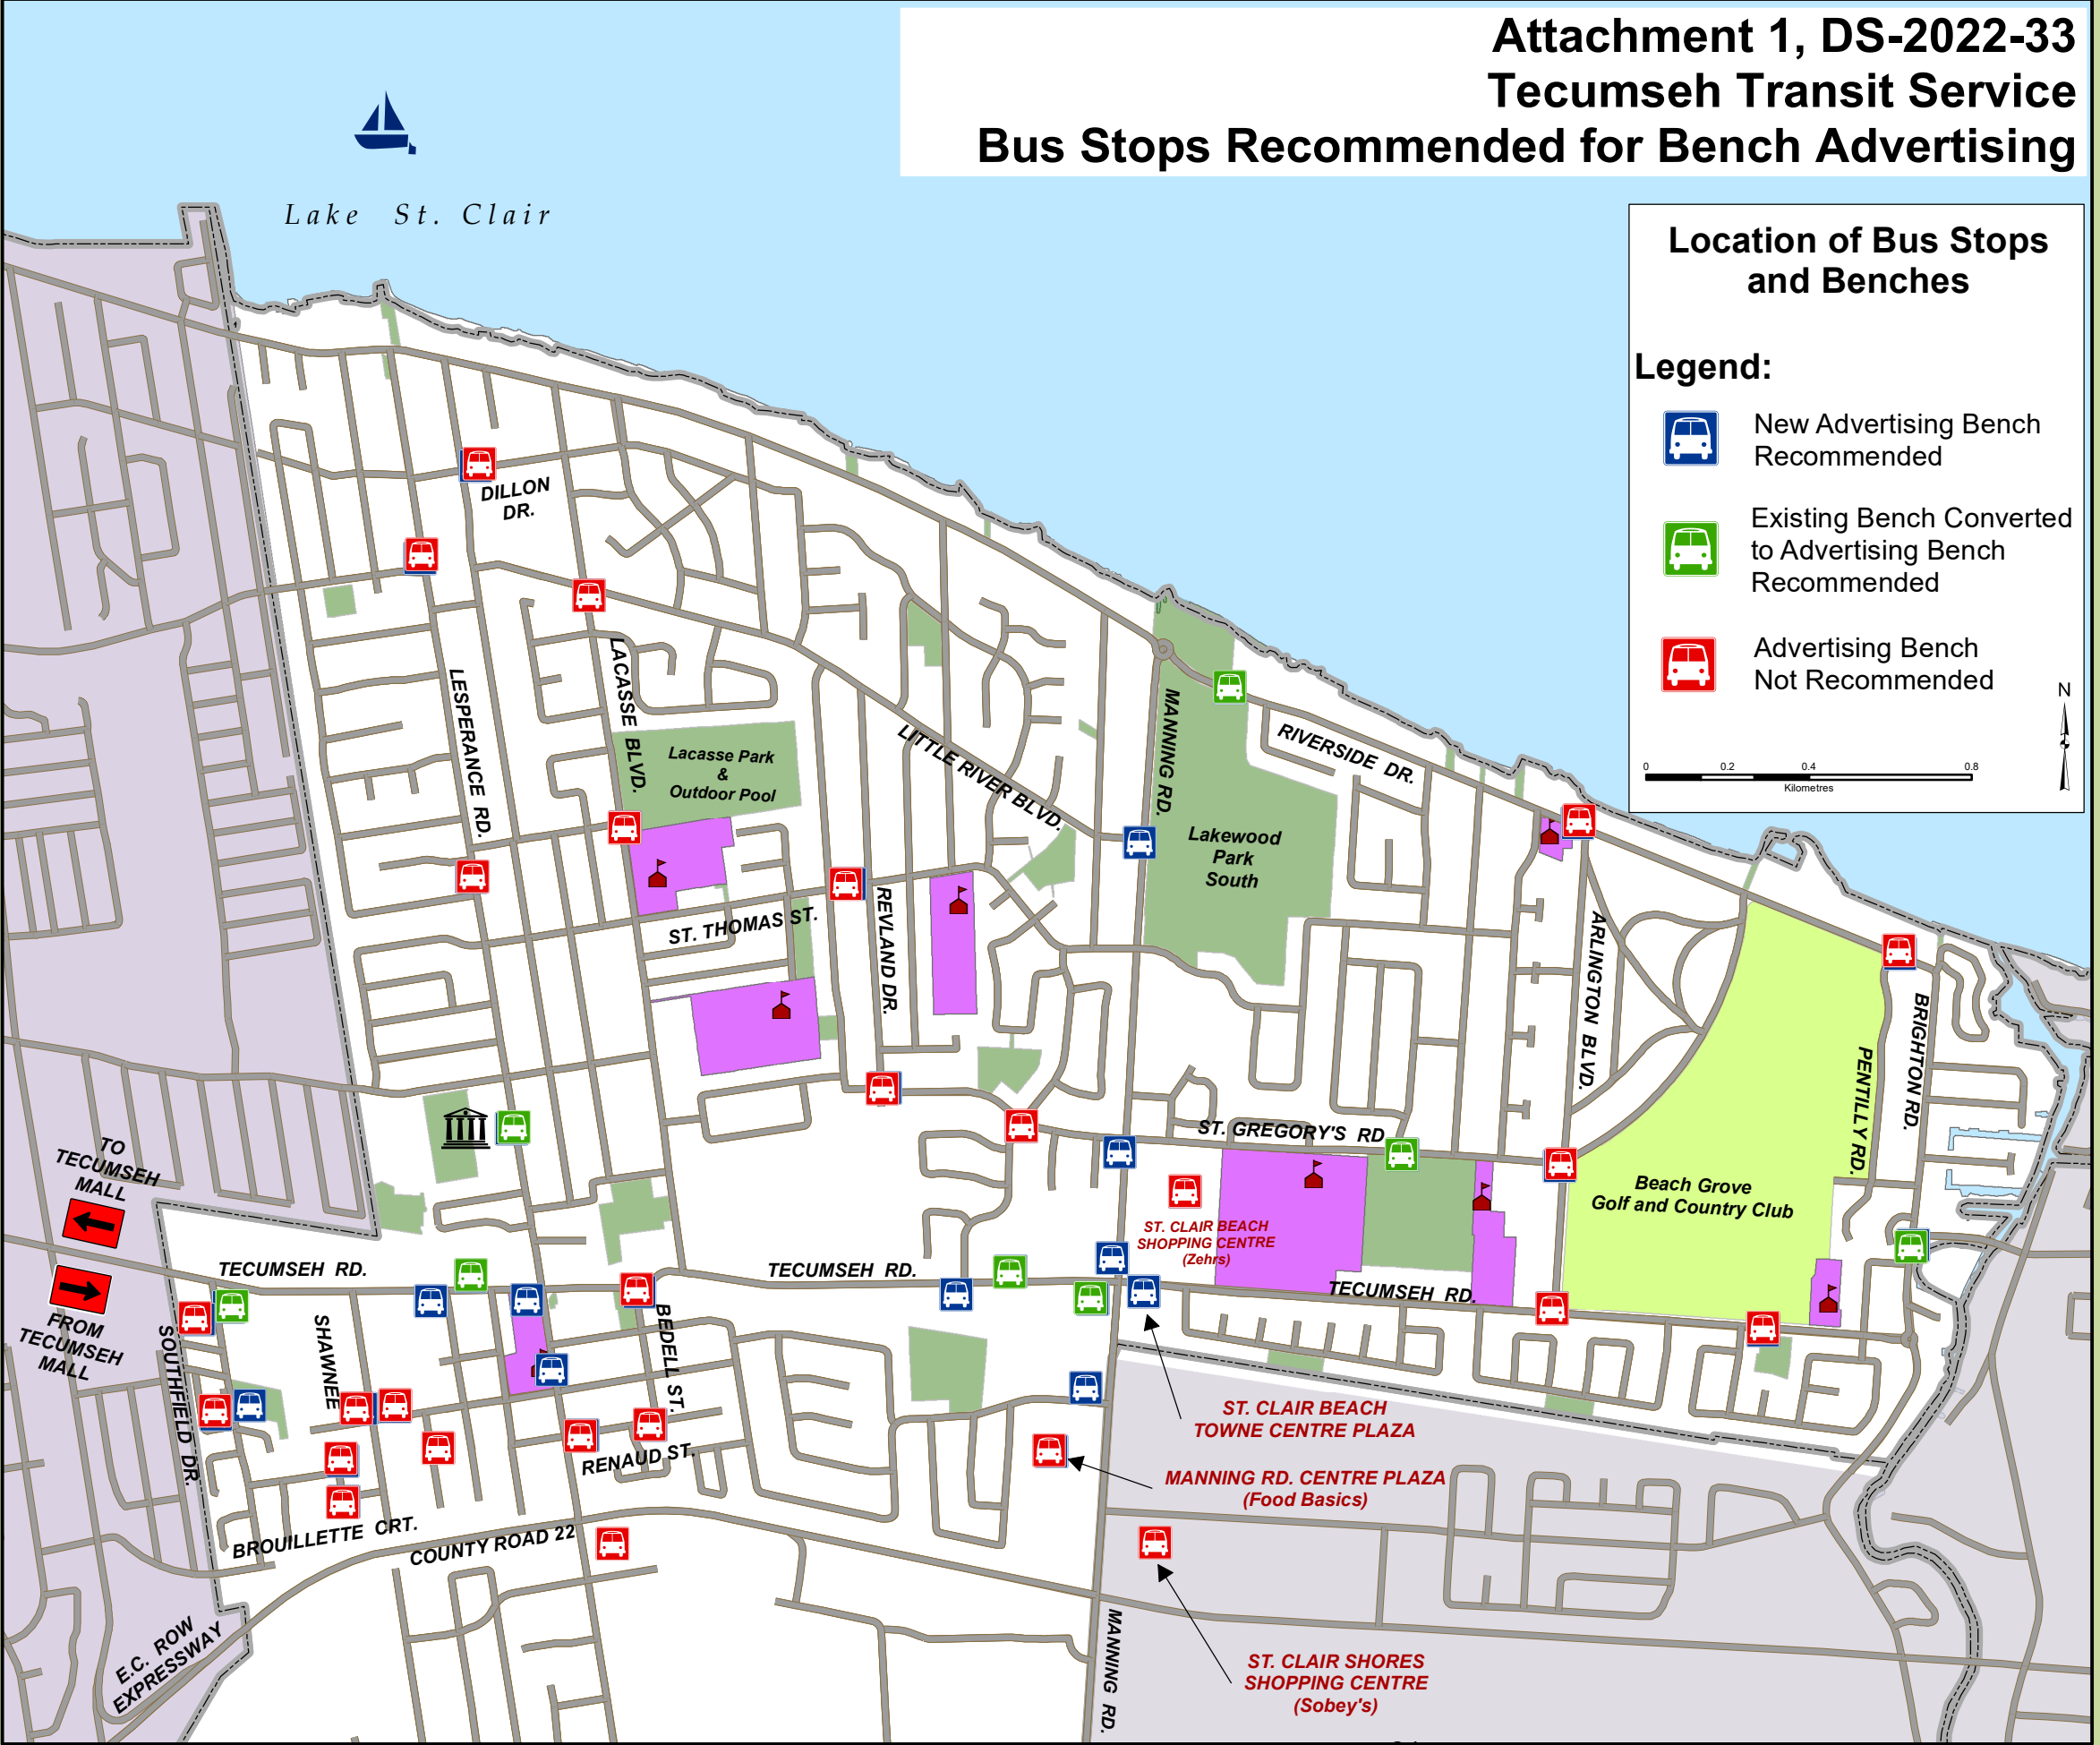 Attachment 1, DS-2022-33
Tecumseh Transit Service
Bus Stops Recommended for Bench Advertising
Lake St. Clair
Location of Bus Stops
and Benches
Legend:
New Advertising Bench
Recommended
Existing Bench Converted
to Advertising Bench
Recommended
Advertising Bench
Not Recommended
N
0 0.2 0.4 0.8
Kilometres
DILLON
DR.
LESPERANCE RD.
LACASSE BLVD.
Lacasse Park
&
Outdoor Pool
LITTLE RIVER BLVD.
MANNING RD.
RIVERSIDE DR.
Lakewood
Park
South
ST. THOMAS ST.
REVLAND DR.
ARLINGTON BLVD.
PENTILLY RD.
BRIGHTON RD.
ST. GREGORY'S RD
Beach Grove
Golf and Country Club
TO
TECUMSEH
MALL
FROM
TECUMSEH
MALL
ST. CLAIR BEACH
SHOPPING CENTRE
(Zehrs)
TECUMSEH RD.
TECUMSEH RD.
TECUMSEH RD.
SOUTHFIELD DR.
SHAWNEE
BEDELL ST.
RENAUD ST.
BROUILLETTE CRT.
COUNTY ROAD 22
E.C. ROW
EXPRESSWAY
ST. CLAIR BEACH
TOWNE CENTRE PLAZA
MANNING RD. CENTRE PLAZA
(Food Basics)
MANNING RD.
ST. CLAIR SHORES
SHOPPING CENTRE
(Sobey's)